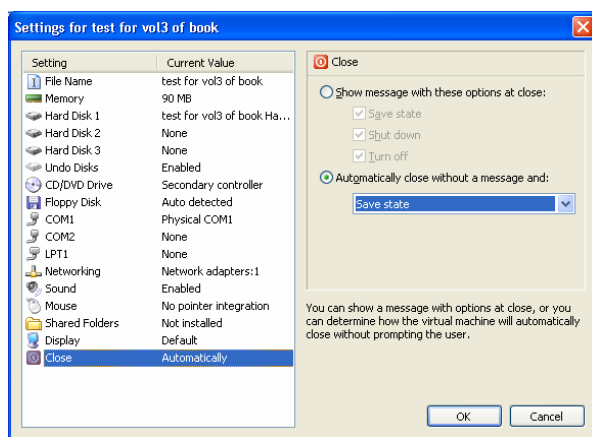 Settings for test for vol3 of book
Setting Current Value
File Name test for vol3 of book
Memory 90 MB
Hard Disk 1 test for vol3 of book Ha...
Hard Disk 2 None
Hard Disk 3 None
Undo Disks Enabled
CD/DVD Drive Secondary controller
Floppy Disk Auto detected
COM1 Physical COM1
COM2 None
LPT1 None
Networking Network adapters:1
Sound Enabled
Mouse No pointer integration
Shared Folders Not installed
Display Default
Close Automatically
Close
Show message with these options at close:
Save state
Shut down
Turn off
Automatically close without a message and:
Save state
You can show a message with options at close, or you
can determine how the virtual machine will automatically
close without prompting the user.
OK Cancel